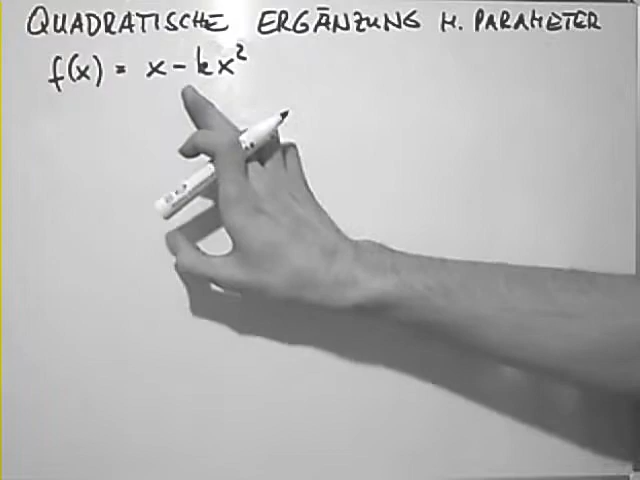 QUADRATISCHE ERGÄNZUNG M. PARAMETER
f(x) = x - kx²